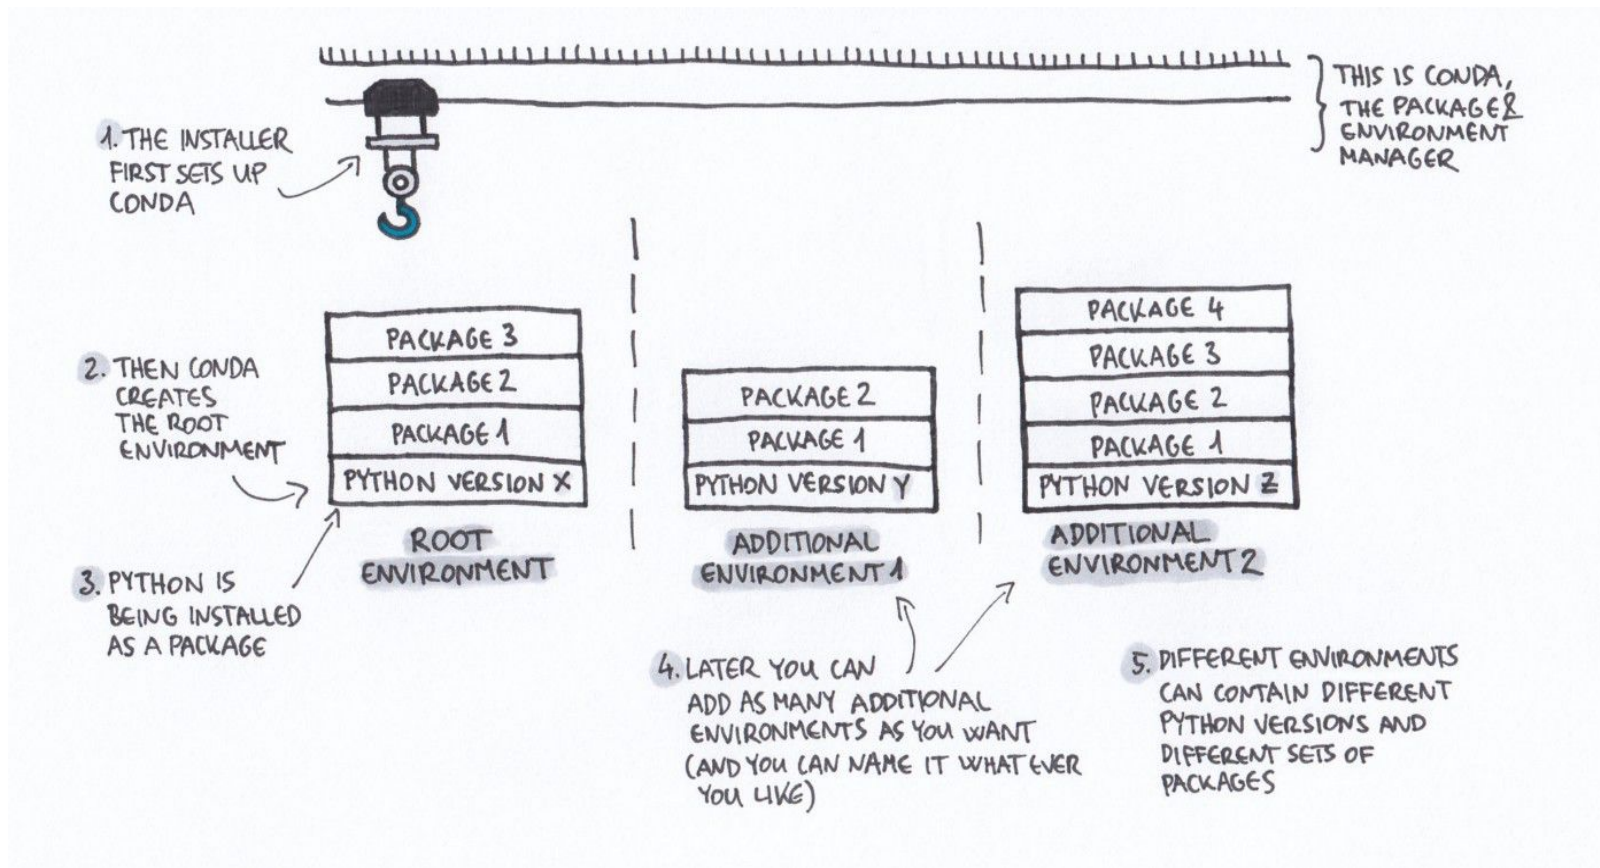 THIS IS CONDA,
THE PACKAGE &
ENVIRONMENT
MANAGER
1. THE INSTALLER
FIRST SETS UP
CONDA
2. THEN CONDA
CREATES
THE ROOT
ENVIRONMENT
3. PYTHON IS
BEING INSTALLED
AS A PACKAGE
PACKAGE 3
PACKAGE 2
PACKAGE 1
PYTHON VERSION X
ROOT
ENVIRONMENT
PACKAGE 2
PACKAGE 1
PYTHON VERSION Y
ADDITIONAL
ENVIRONMENT 1
PACKAGE 4
PACKAGE 3
PACKAGE 2
PACKAGE 1
PYTHON VERSION Z
ADDITIONAL
ENVIRONMENT 2
4. LATER YOU CAN
ADD AS MANY ADDITIONAL
ENVIRONMENTS AS YOU WANT
(AND YOU CAN NAME IT WHAT EVER
YOU LIKE)
5. DIFFERENT ENVIRONMENTS
CAN CONTAIN DIFFERENT
PYTHON VERSIONS AND
DIFFERENT SETS OF
PACKAGES